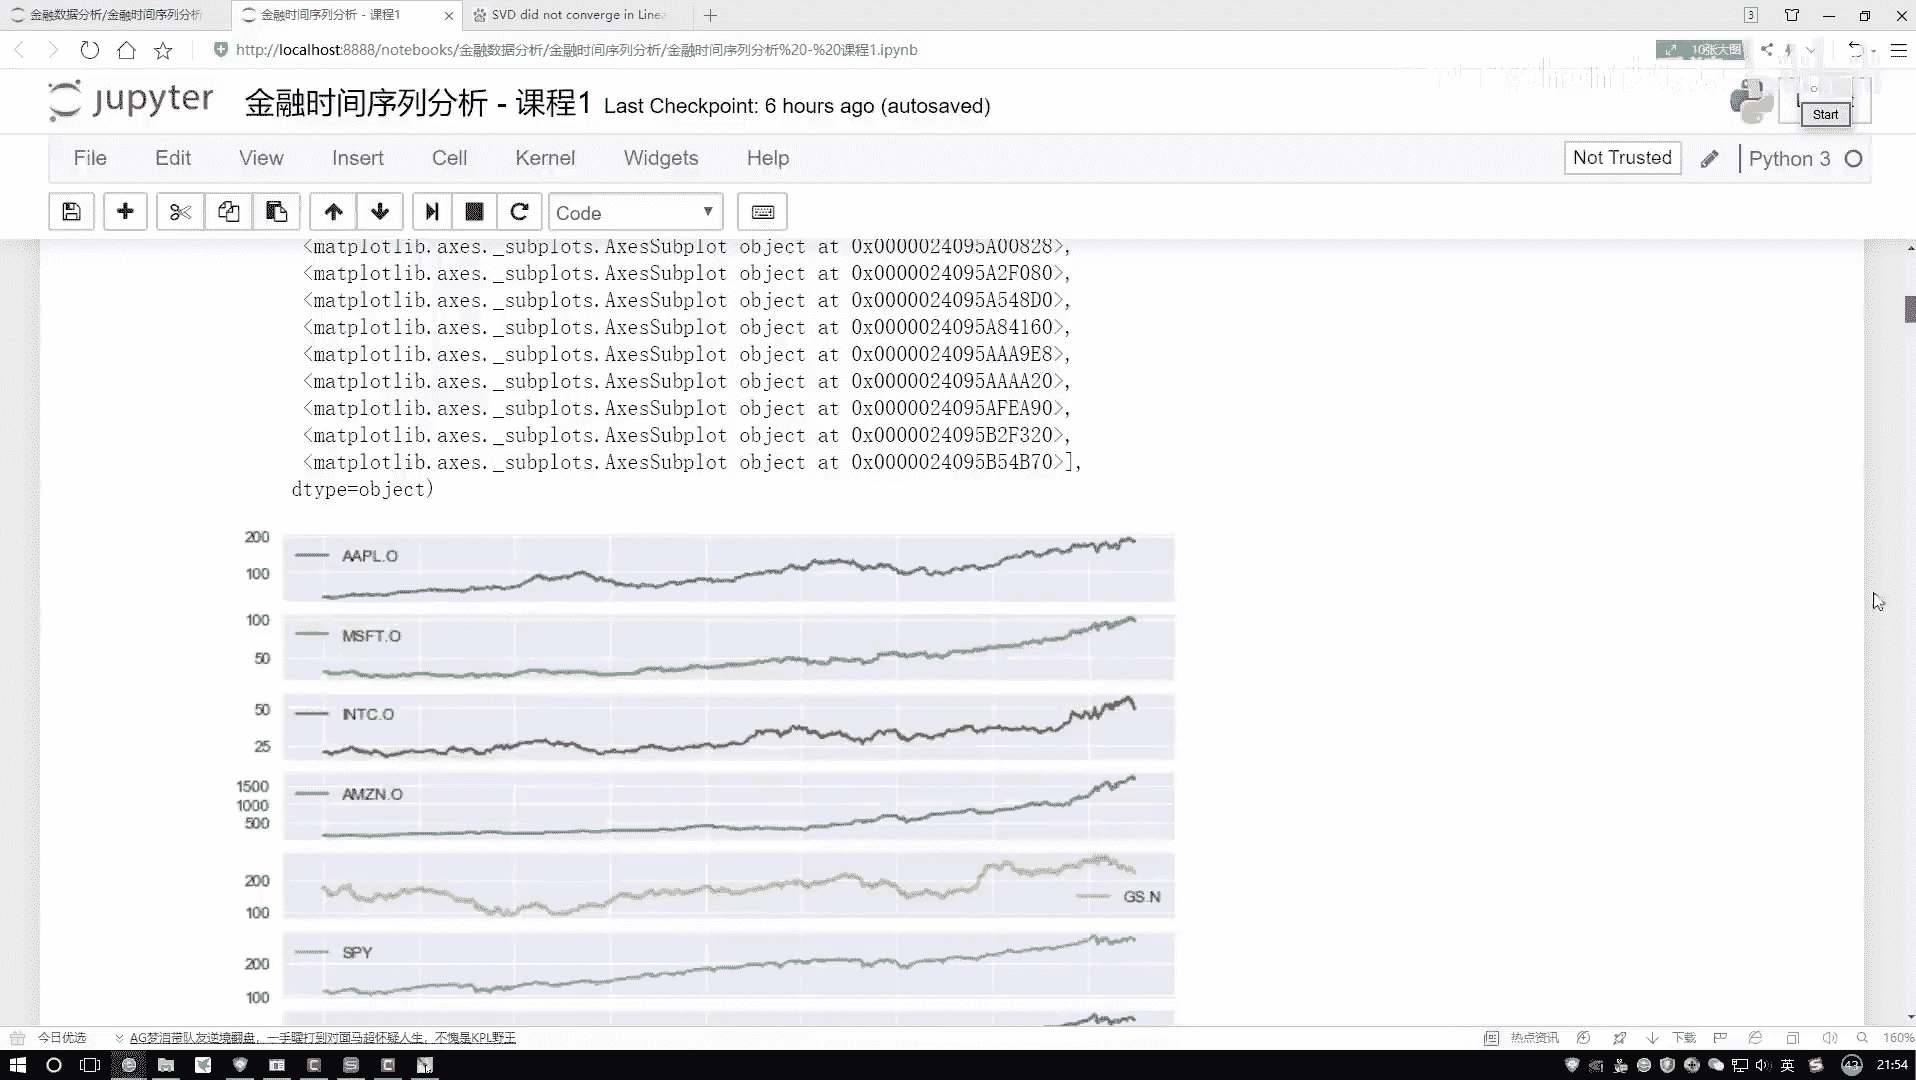 金融数据分析/金融时间序列分析
金融时间序列分析 - 课程1
SVD did not converge in Linea
3
http://localhost:8888/notebooks/金融数据分析/金融时间序列分析/金融时间序列分析%20-%20课程1.ipynb
10张大图
jupyter 金融时间序列分析 - 课程1 Last Checkpoint: 6 hours ago (autosaved)
Start
File Edit View Insert Cell Kernel Widgets Help
Not Trusted
Python 3
Code
<matplotlib.axes._subplots.AxesSubplot object at 0x0000024095A00828>,
<matplotlib.axes._subplots.AxesSubplot object at 0x0000024095A2F080>,
<matplotlib.axes._subplots.AxesSubplot object at 0x0000024095A548D0>,
<matplotlib.axes._subplots.AxesSubplot object at 0x0000024095A84160>,
<matplotlib.axes._subplots.AxesSubplot object at 0x0000024095AAA9E8>,
<matplotlib.axes._subplots.AxesSubplot object at 0x0000024095AAAA20>,
<matplotlib.axes._subplots.AxesSubplot object at 0x0000024095AFEA90>,
<matplotlib.axes._subplots.AxesSubplot object at 0x0000024095B2F320>,
<matplotlib.axes._subplots.AxesSubplot object at 0x0000024095B54B70>],
dtype=object)
200
AAPL.O
100
100
MSFT.O
50
50
INTC.O
25
1500
AMZN.O
1000
500
200
GS.N
100
SPY
200
100
今日优选
AG梦泪带队友逆境翻盘，一手曜打到对面马超怀疑人生，不愧是KPL野王
热点资讯
下载
160%
英
43
21:54